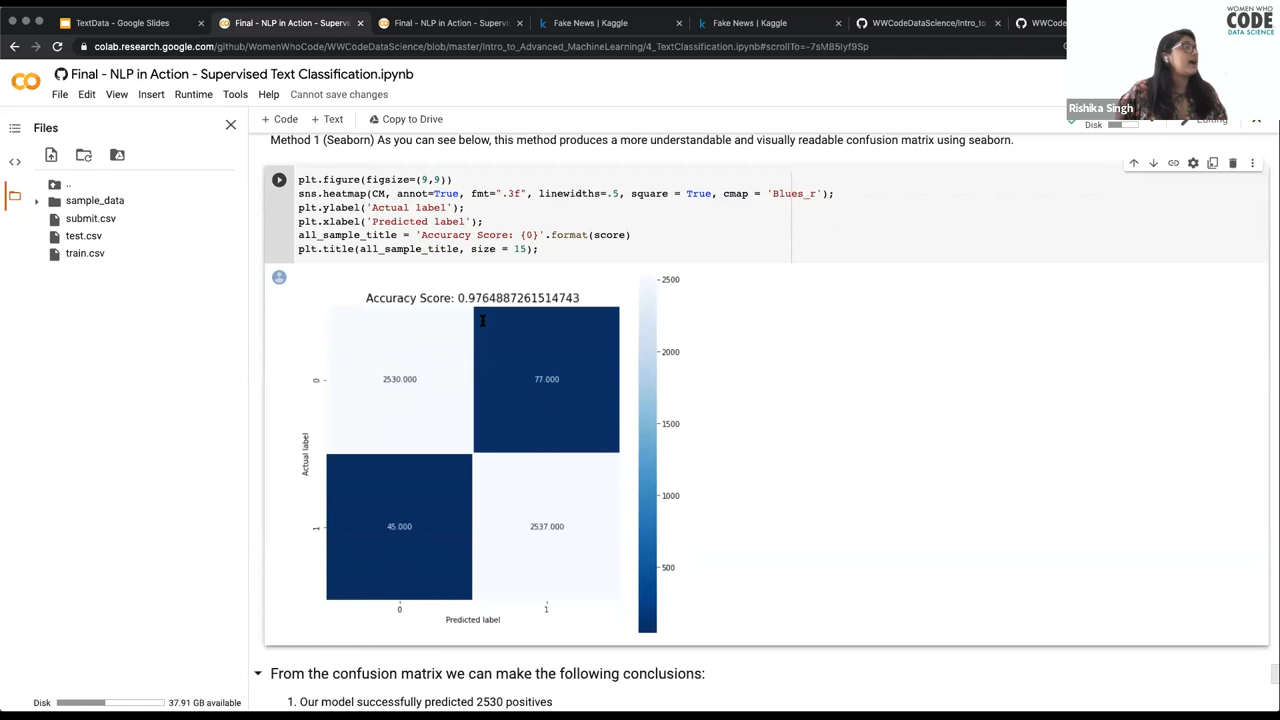 TextData - Google Slides
Final - NLP in Action - Supervi
Final - NLP in Action - Superv
Fake News | Kaggle
Fake News | Kaggle
WWCodeDataScience/Intro_to
WWCode
WOMEN WHO
CODE
DATA SCIENCE
colab.research.google.com/github/WomenWhoCode/WWCodeDataScience/blob/master/Intro_to_Advanced_MachineLearning/4_TextClassification.ipynb#scrollTo=-7sM85Iyf9Sp
CO
Final - NLP in Action - Supervised Text Classification.ipynb
File Edit View Insert Runtime Tools Help Cannot save changes
Rishika Singh
+ Code + Text Copy to Drive
Disk
Editing
Files
..
sample_data
submit.csv
test.csv
train.csv
Method 1 (Seaborn) As you can see below, this method produces a more understandable and visually readable confusion matrix using seaborn.
plt.figure(figsize=(9,9))
sns.heatmap(CM, annot=True, fmt=".3f", linewidths=.5, square = True, cmap = 'Blues_r');
plt.ylabel('Actual label');
plt.xlabel('Predicted label');
all_sample_title = 'Accuracy Score: {0}'.format(score)
plt.title(all_sample_title, size = 15);
Accuracy Score: 0.9764887261514743
2500
2000
1500
1000
500
0
2530.000
77.000
Actual label
1
45.000
2537.000
0
1
Predicted label
From the confusion matrix we can make the following conclusions:
1. Our model successfully predicted 2530 positives
Disk
37.91 GB available